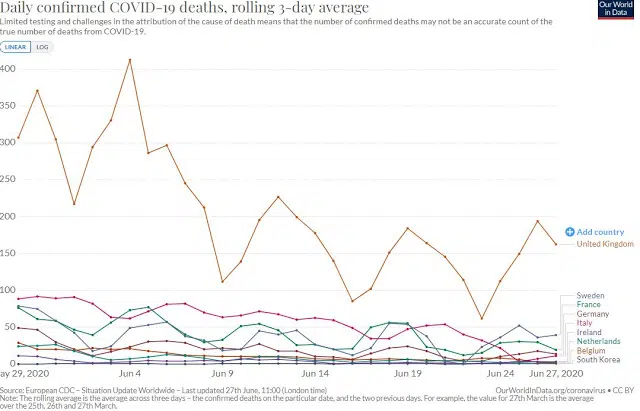 Daily confirmed COVID-19 deaths, rolling 3-day average
Our World
in Data
Limited testing and challenges in the attribution of the cause of death means that the number of confirmed deaths may not be an accurate count of the
true number of deaths from COVID-19.
LINEAR LOG
400
350
300
250
200
150
100
50
0
Add country
United Kingdom
Sweden
France
Germany
Italy
Ireland
Netherlands
Belgium
South Korea
ay 29, 2020 Jun 4 Jun 9 Jun 14 Jun 19 Jun 24 Jun 27, 2020
Source: European CDC – Situation Update Worldwide – Last updated 27th June, 11:00 (London time)
OurWorldInData.org/coronavirus • CC BY
Note: The rolling average is the average across three days – the confirmed deaths on the particular date, and the two previous days. For example, the value for 27th March is the average
over the 25th, 26th and 27th March.